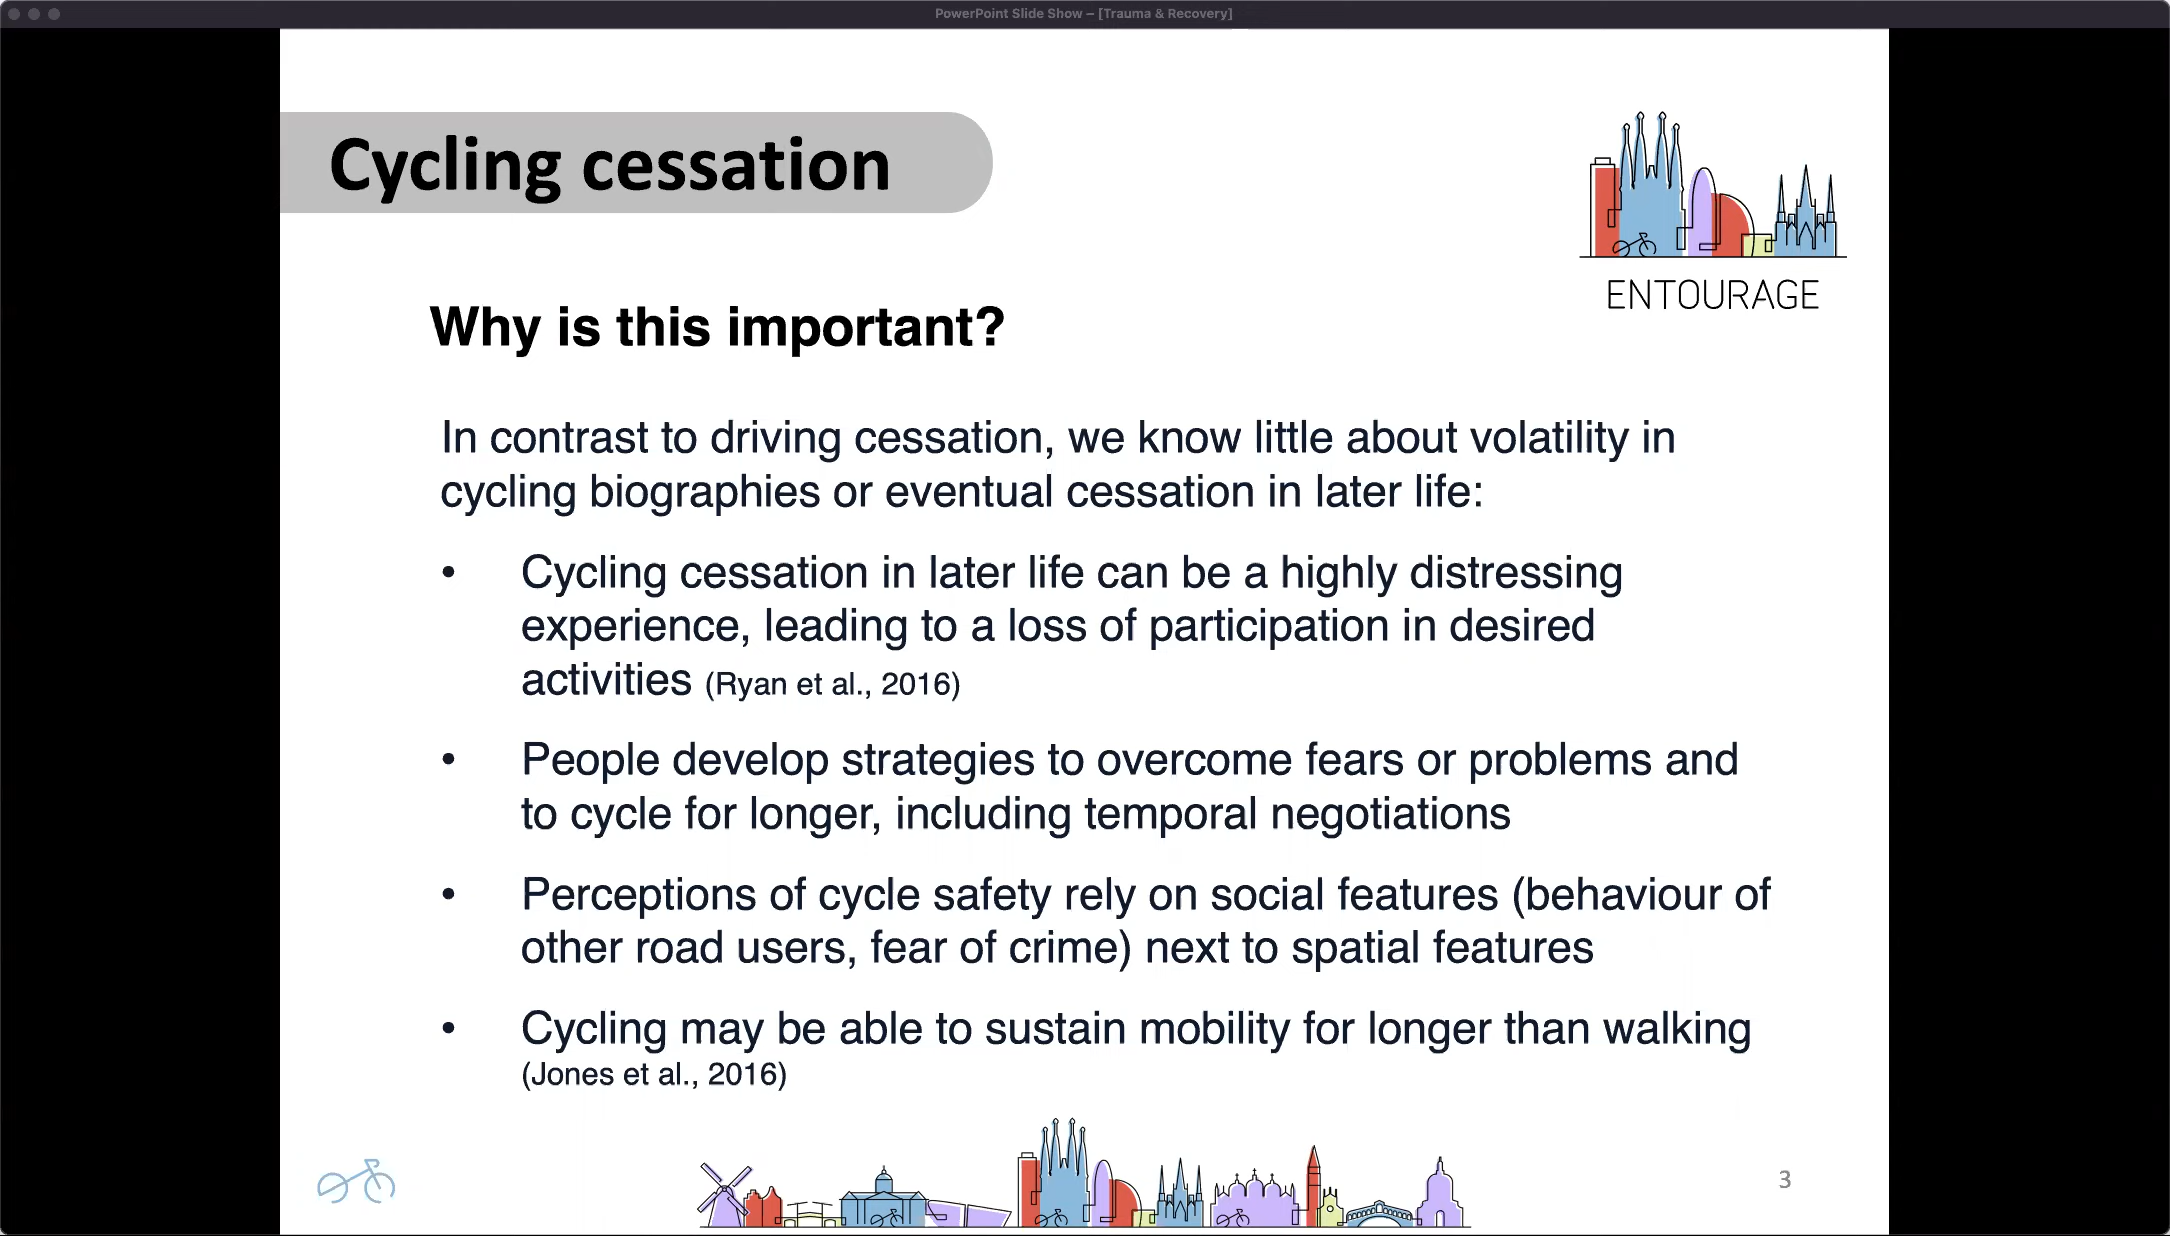 PowerPoint Slide Show – [Trauma & Recovery]
Cycling cessation
ENTOURAGE
Why is this important?
In contrast to driving cessation, we know little about volatility in
cycling biographies or eventual cessation in later life:
• Cycling cessation in later life can be a highly distressing
experience, leading to a loss of participation in desired
activities (Ryan et al., 2016)
• People develop strategies to overcome fears or problems and
to cycle for longer, including temporal negotiations
• Perceptions of cycle safety rely on social features (behaviour of
other road users, fear of crime) next to spatial features
• Cycling may be able to sustain mobility for longer than walking
(Jones et al., 2016)
3